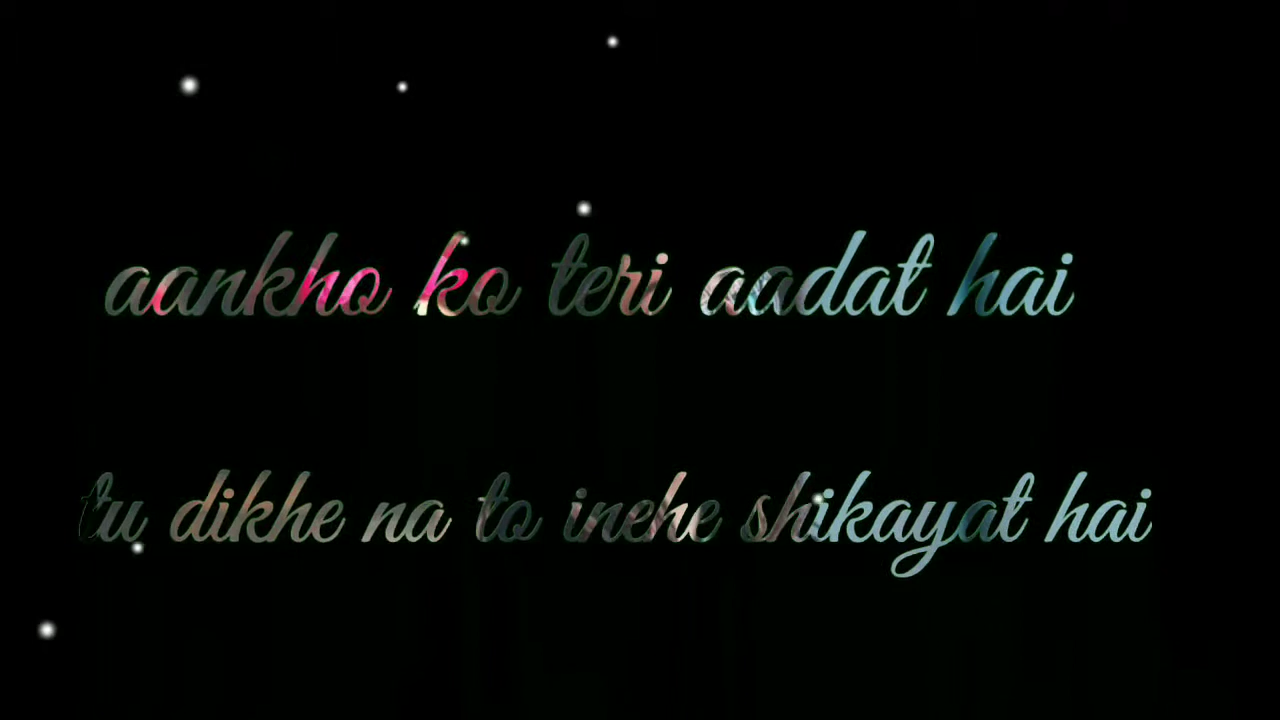 aankho ko teri aadat hai
tu dikhe na to inehe shikayat hai